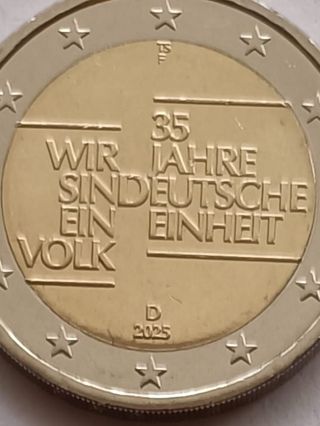 TS
F
35
WIR JAHRE
SINDEUTSCHE
EIN EINHEIT
VOLK
D
2025